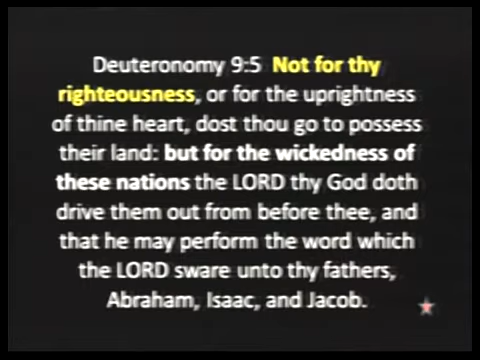 Deuteronomy 9:5 Not for thy
righteousness, or for the uprightness
of thine heart, dost thou go to possess
their land: but for the wickedness of
these nations the LORD thy God doth
drive them out from before thee, and
that he may perform the word which
the LORD sware unto thy fathers,
Abraham, Isaac, and Jacob.